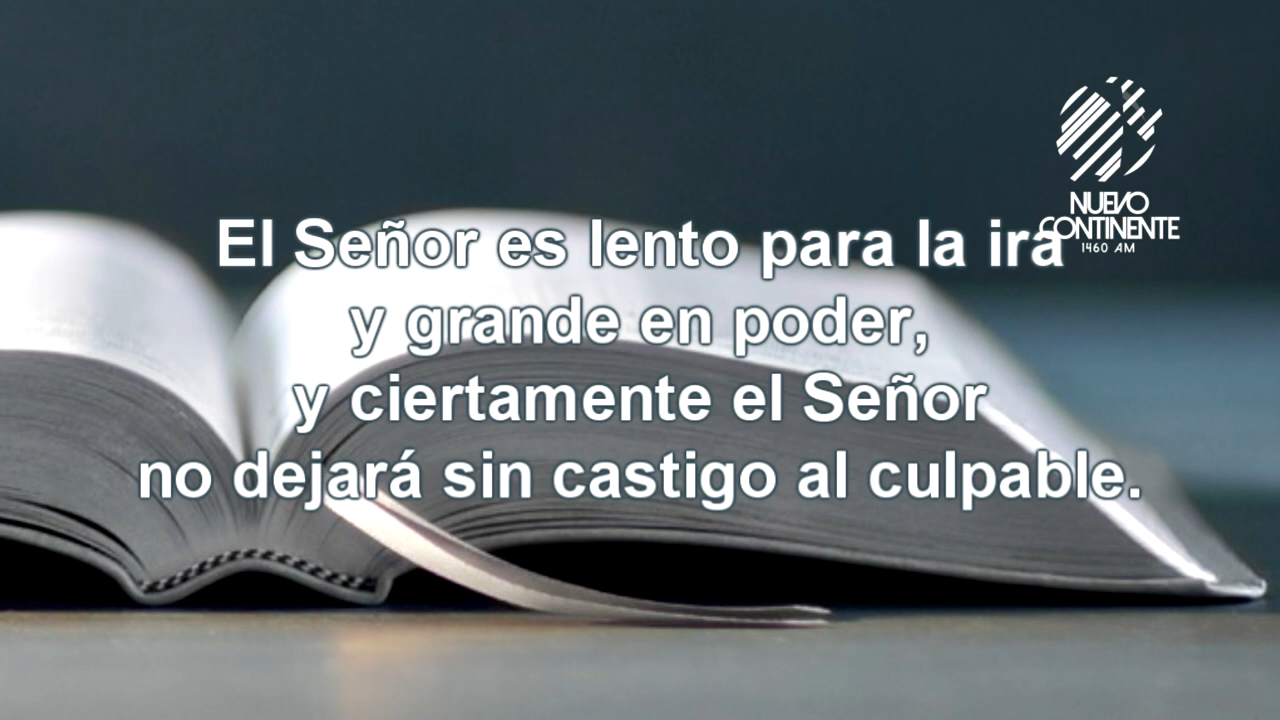 NUEVO
CONTINENTE
1460 AM
El Señor es lento para la ira
y grande en poder,
y ciertamente el Señor
no dejará sin castigo al culpable.